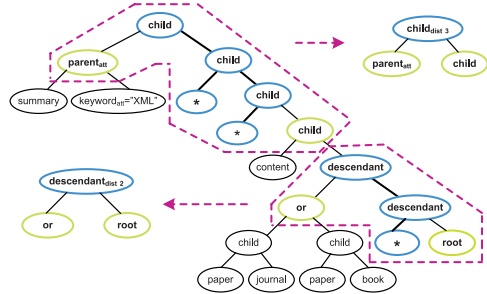 child
child dist 3
parent att
child
parent att
child
summary
keyword att="XML"
*
child
*
child
content
descendant
descendant dist 2
or
descendant
or
root
*
root
child
child
paper
journal
paper
book